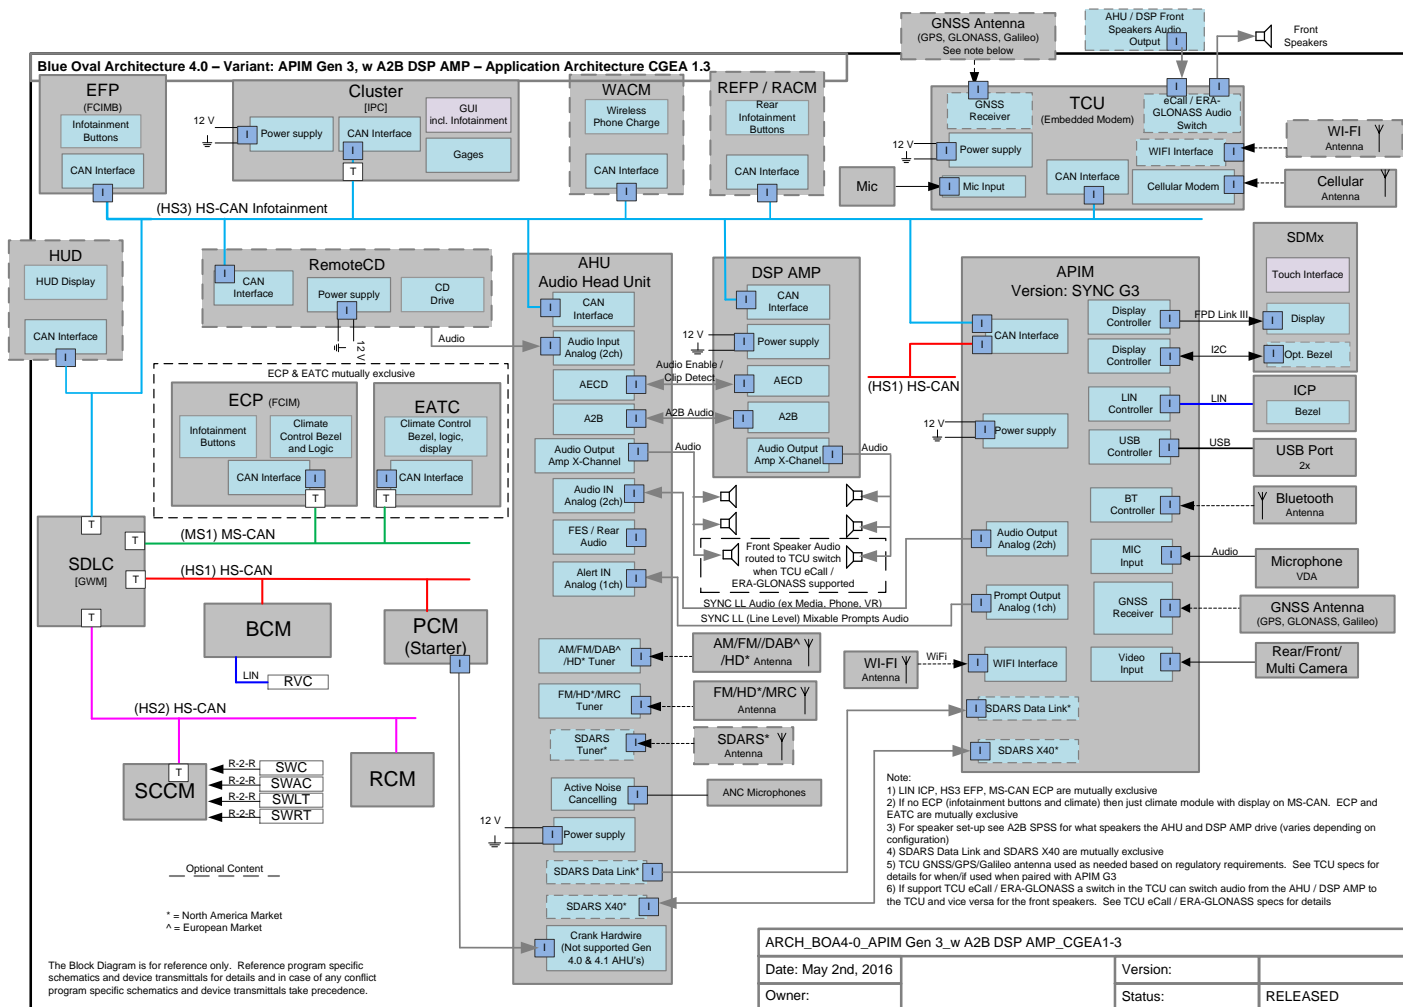 Blue Oval Architecture 4.0 – Variant: APIM Gen 3, w A2B DSP AMP – Application Architecture CGEA 1.3
GNSS Antenna
(GPS, GLONASS, Galileo)
See note below
AHU / DSP Front
Speakers Audio
Output
I
Front
Speakers
EFP
(FCIMB)
Infotainment
Buttons
CAN Interface
I
Cluster
[IPC]
12 V
I
Power supply
CAN Interface
I
T
GUI
incl. Infotainment
Gages
WACM
Wireless
Phone Charge
CAN Interface
I
REFP / RACM
Rear
Infotainment
Buttons
CAN Interface
I
TCU
(Embedded Modem)
I
GNSS
Receiver
I
I
eCall / ERA-
GLONASS Audio
Switch
12 V
I
Power supply
WIFI Interface
I
CAN Interface
I
I
Mic Input
Cellular Modem
I
Mic
WI-FI
Antenna
Cellular
Antenna
(HS3) HS-CAN Infotainment
HUD
HUD Display
CAN Interface
I
RemoteCD
I
CAN
Interface
Power supply
I
CD
Drive
12 V
Audio
ECP & EATC mutually exclusive
ECP (FCIM)
Infotainment
Buttons
Climate
Control Bezel
and Logic
CAN Interface
I
T
EATC
Climate Control
Bezel, logic,
display
I
CAN Interface
T
AHU
Audio Head Unit
I
CAN
Interface
I
Audio Input
Analog (2ch)
AECD
I
A2B
I
Audio Output
Amp X-Channel
I
Audio IN
Analog (2ch)
I
FES / Rear
Audio
I
Alert IN
Analog (1ch)
I
AM/FM/DAB^
/HD* Tuner
I
FM/HD*/MRC
Tuner
I
SDARS
Tuner*
I
Active Noise
Cancelling
I
12 V
I
Power supply
SDARS Data Link*
I
SDARS X40*
I
I
Crank Hardwire
(Not supported Gen
4.0 & 4.1 AHU's)
Audio Enable /
Clip Detect
A2B Audio
Audio
DSP AMP
I
CAN
Interface
12 V
I
Power supply
I
AECD
I
A2B
Audio Output
Amp X-Channel
I
Audio
Front Speaker Audio
routed to TCU switch
when TCU eCall /
ERA-GLONASS
supported
SYNC LL Audio (ex Media, Phone, VR)
SYNC LL (Line Level) Mixable Prompts Audio
AM/FM//DAB^
/HD* Antenna
FM/HD*/MRC
Antenna
SDARS*
Antenna
ANC Microphones
APIM
Version: SYNC G3
I
I
CAN Interface
(HS1) HS-CAN
12 V
I
Power supply
I
Audio Output
Analog (2ch)
I
Prompt Output
Analog (1ch)
WI-FI
Antenna
WiFi
I
WIFI Interface
I
SDARS Data Link*
I
SDARS X40*
Display
Controller
I
Display
Controller
I
LIN
Controller
I
USB
Controller
I
BT
Controller
I
MIC
Input
I
GNSS
Receiver
I
Video
Input
I
FPD Link III
I2C
LIN
USB
Audio
SDMx
Touch Interface
I
Display
I
Opt. Bezel
ICP
Bezel
USB Port
2x
Bluetooth
Antenna
Microphone
VDA
GNSS Antenna
(GPS, GLONASS, Galileo)
Rear/Front/
Multi Camera
T
SDLC
[GWM]
T
T
T
(MS1) MS-CAN
(HS1) HS-CAN
BCM
LIN
RVC
PCM
(Starter)
I
(HS2) HS-CAN
T
SCCM
R-2-R
SWC
R-2-R
SWAC
R-2-R
SWLT
R-2-R
SWRT
RCM
Optional Content
* = North America Market
^ = European Market
The Block Diagram is for reference only. Reference program specific
schematics and device transmittals for details and in case of any conflict
program specific schematics and device transmittals take precedence.
Note:
1) LIN ICP, HS3 EFP, MS-CAN ECP are mutually exclusive
2) If no ECP (infotainment buttons and climate) then just climate module with display on MS-CAN. ECP and
EATC are mutually exclusive
3) For speaker set-up see A2B SPSS for what speakers the AHU and DSP AMP drive (varies depending on
configuration)
4) SDARS Data Link and SDARS X40 are mutually exclusive
5) TCU GNSS/GPS/Galileo antenna used as needed based on regulatory requirements. See TCU specs for
details for when/if used when paired with APIM G3
6) If support TCU eCall / ERA-GLONASS a switch in the TCU can switch audio from the AHU / DSP AMP to
the TCU and vice versa for the front speakers. See TCU eCall / ERA-GLONASS specs for details
ARCH_BOA4-0_APIM Gen 3_w A2B DSP AMP_CGEA1-3
Date: May 2nd, 2016
Version:
Owner:
Status:
RELEASED